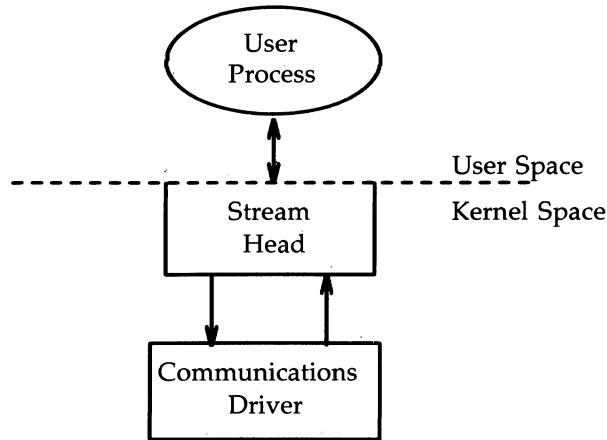 User
Process
User Space
Kernel Space
Stream
Head
Communications
Driver